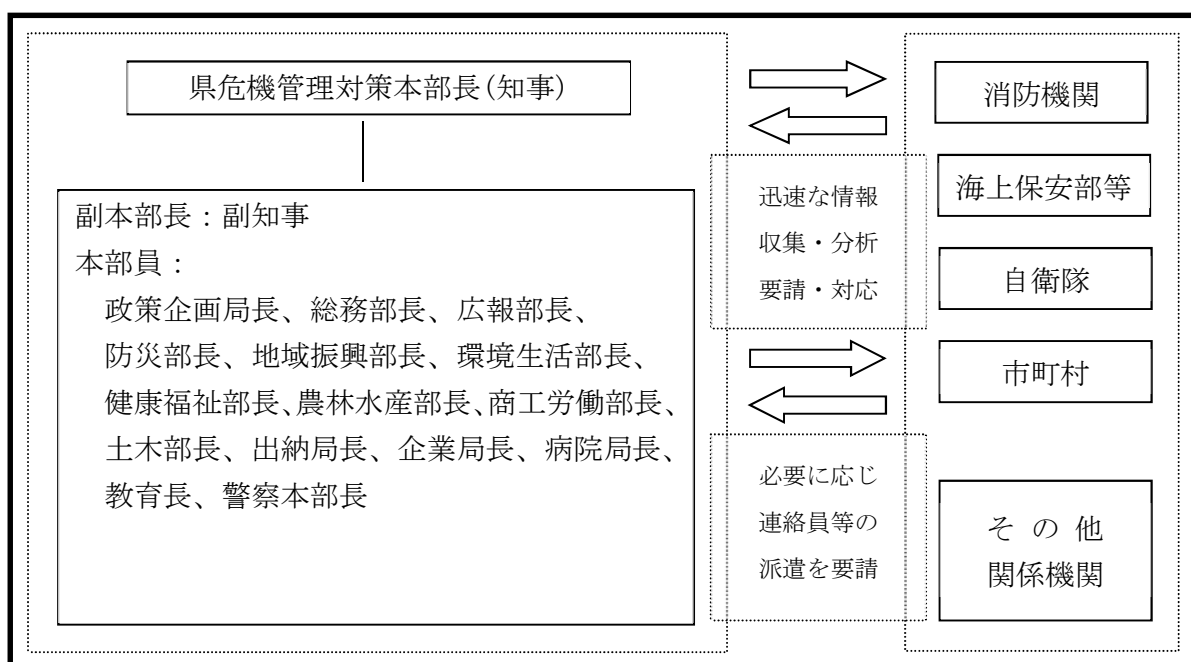 県危機管理対策本部長(知事)
副本部長：副知事
本部員：
政策企画局長、総務部長、広報部長、
防災部長、地域振興部長、環境生活部長、
健康福祉部長、農林水産部長、商工労働部長、
土木部長、出納局長、企業局長、病院局長、
教育長、警察本部長
迅速な情報
収集・分析
要請・対応
必要に応じ
連絡員等の
派遣を要請
消防機関
海上保安部等
自衛隊
市町村
その他
関係機関